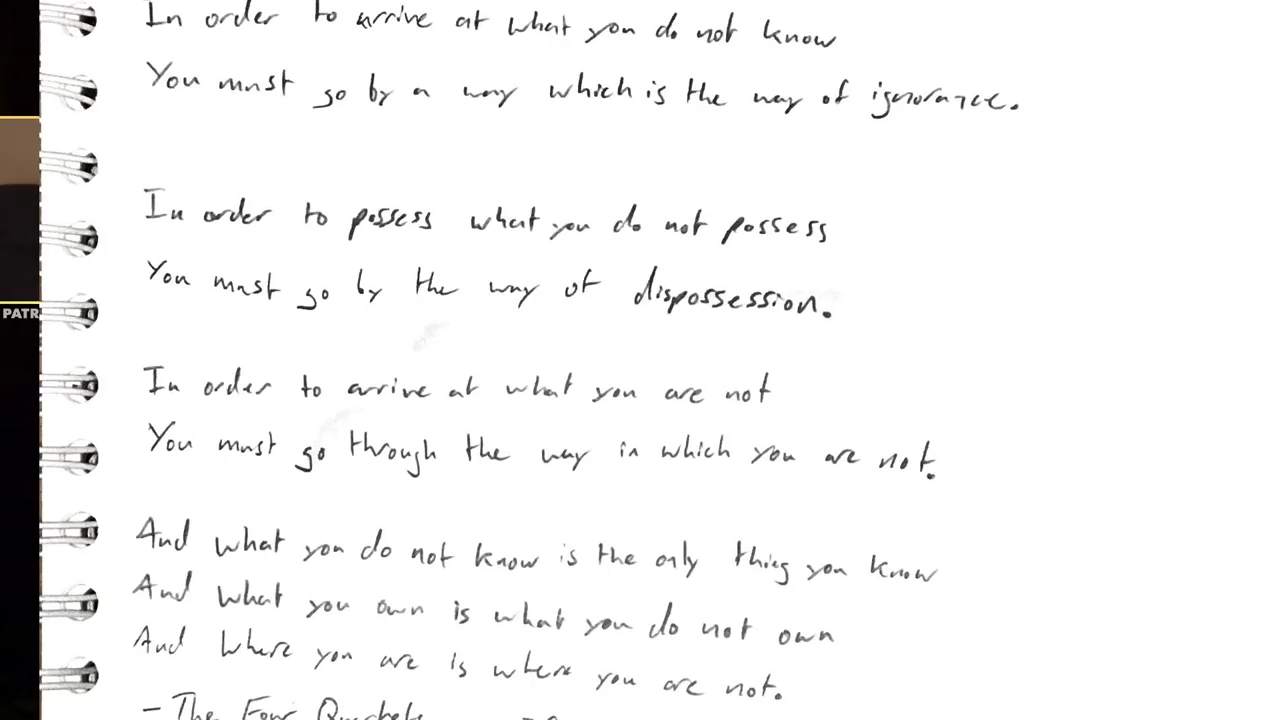 In order to arrive at what you do not know
You must go by a way which is the way of ignorance.
In order to possess what you do not possess
You must go by the way of dispossession.
PATR
In order to arrive at what you are not
You must go through the way in which you are not.
And what you do not know is the only thing you know
And what you own is what you do not own
And where you are is where you are not.
- The Four Quartets